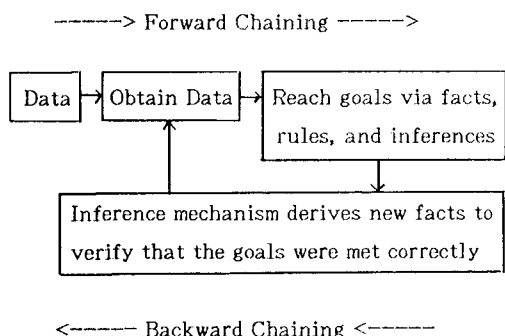 -----> Forward Chaining ----->
Data
Obtain Data
Reach goals via facts,
rules, and inferences
Inference mechanism derives new facts to
verify that the goals were met correctly
<----- Backward Chaining <-----